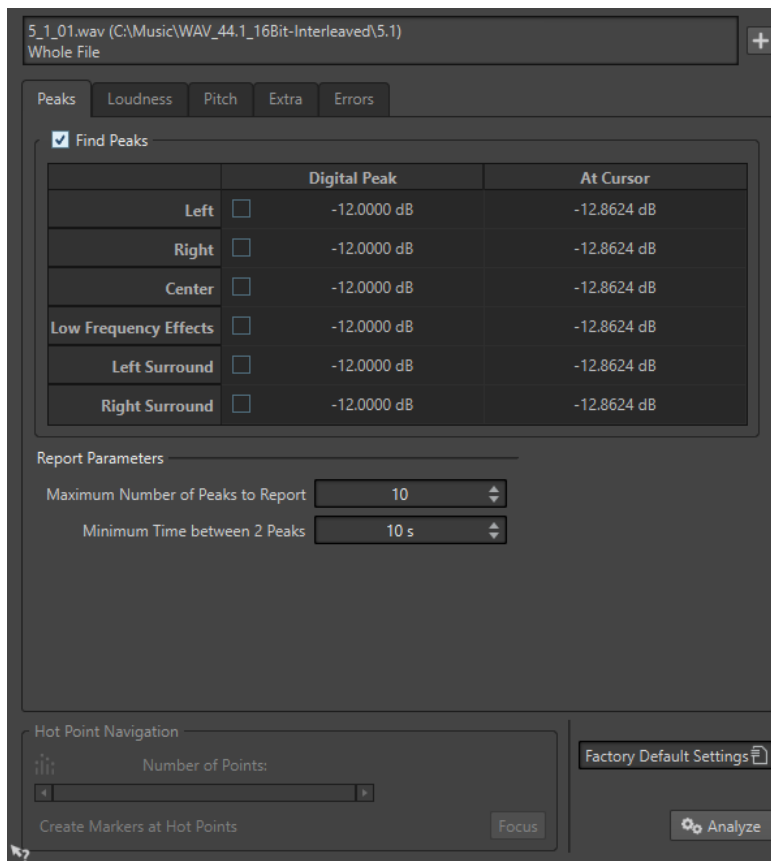 5_1_01.wav (C:\Music\WAV_44.1_16Bit-Interleaved\5.1)
Whole File
Peaks Loudness Pitch Extra Errors
Find Peaks
Digital Peak At Cursor
Left -12.0000 dB -12.8624 dB
Right -12.0000 dB -12.8624 dB
Center -12.0000 dB -12.8624 dB
Low Frequency Effects -12.0000 dB -12.8624 dB
Left Surround -12.0000 dB -12.8624 dB
Right Surround -12.0000 dB -12.8624 dB
Report Parameters
Maximum Number of Peaks to Report 10
Minimum Time between 2 Peaks 10 s
Hot Point Navigation
Number of Points:
Factory Default Settings
Create Markers at Hot Points Focus
Analyze